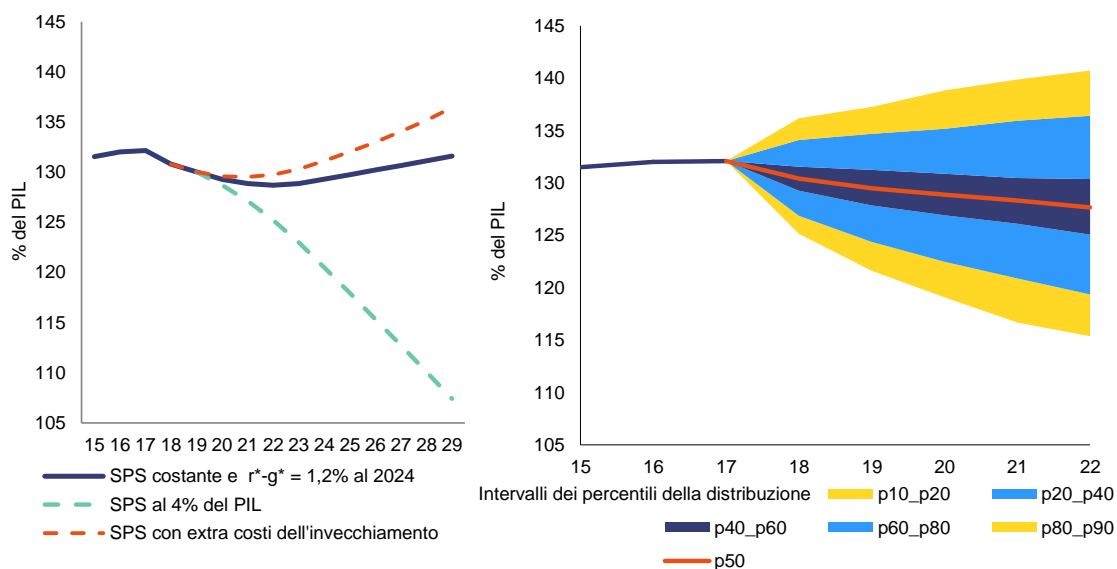 145
140
135
130
125
120
115
110
105
% del PIL
15 16 17 18 19 20 21 22 23 24 25 26 27 28 29
SPS costante e r*-g* = 1,2% al 2024
SPS al 4% del PIL
SPS con extra costi dell'invecchiamento
145
140
135
130
125
120
115
110
105
% del PIL
15 16 17 18 19 20 21 22
Intervalli dei percentili della distribuzione p10_p20 p20_p40
p40_p60 p60_p80 p80_p90
p50